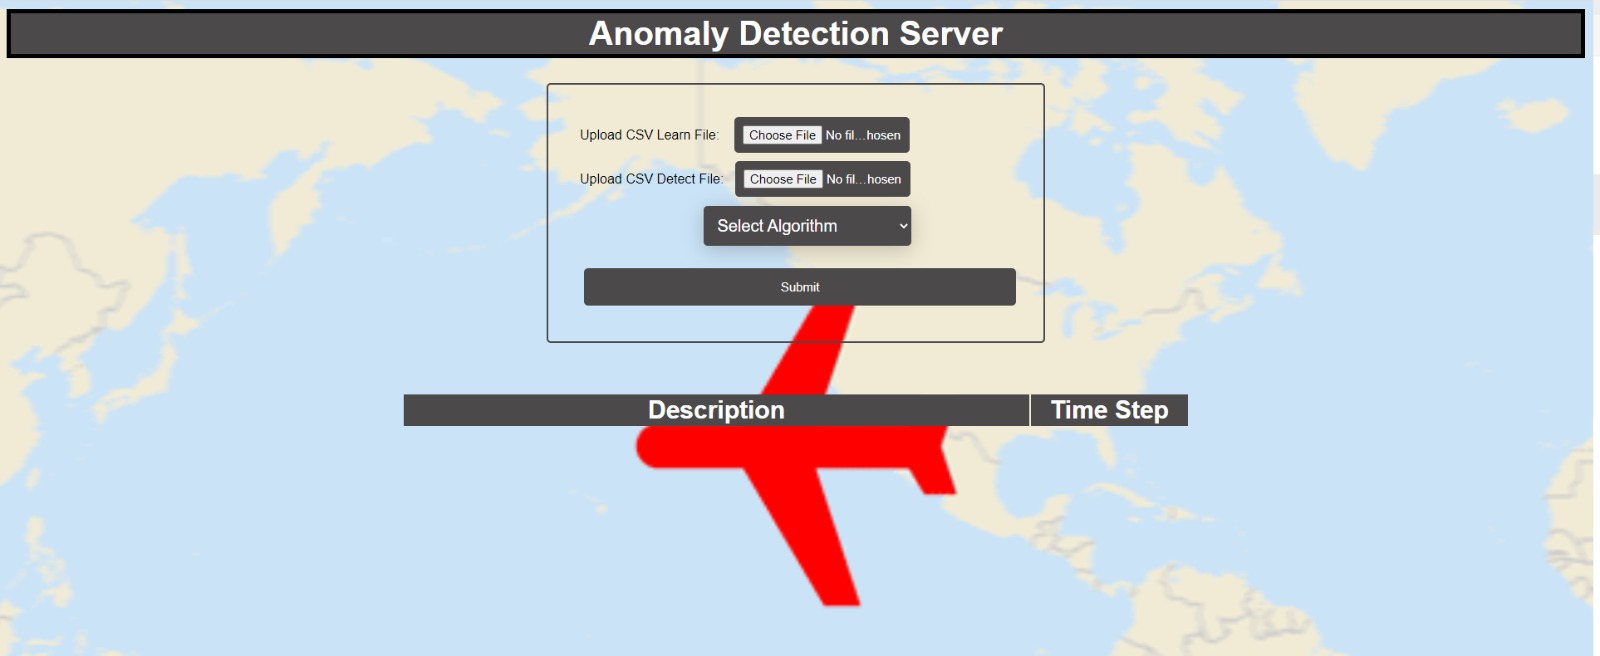 Anomaly Detection Server
Upload CSV Learn File: Choose File No fil...hosen
Upload CSV Detect File: Choose File No fil...hosen
Select Algorithm
Submit
Description Time Step